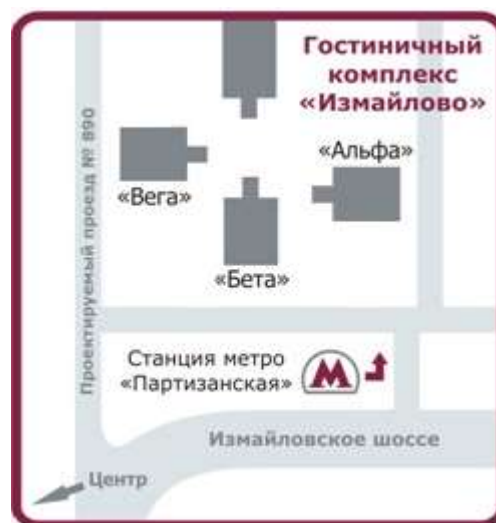 Гостиничный
комплекс
«Измайлово»
«Альфа»
«Вега»
«Бета»
Проектируемый проезд № 890
Станция метро
«Партизанская»
М
Измайловское шоссе
Центр